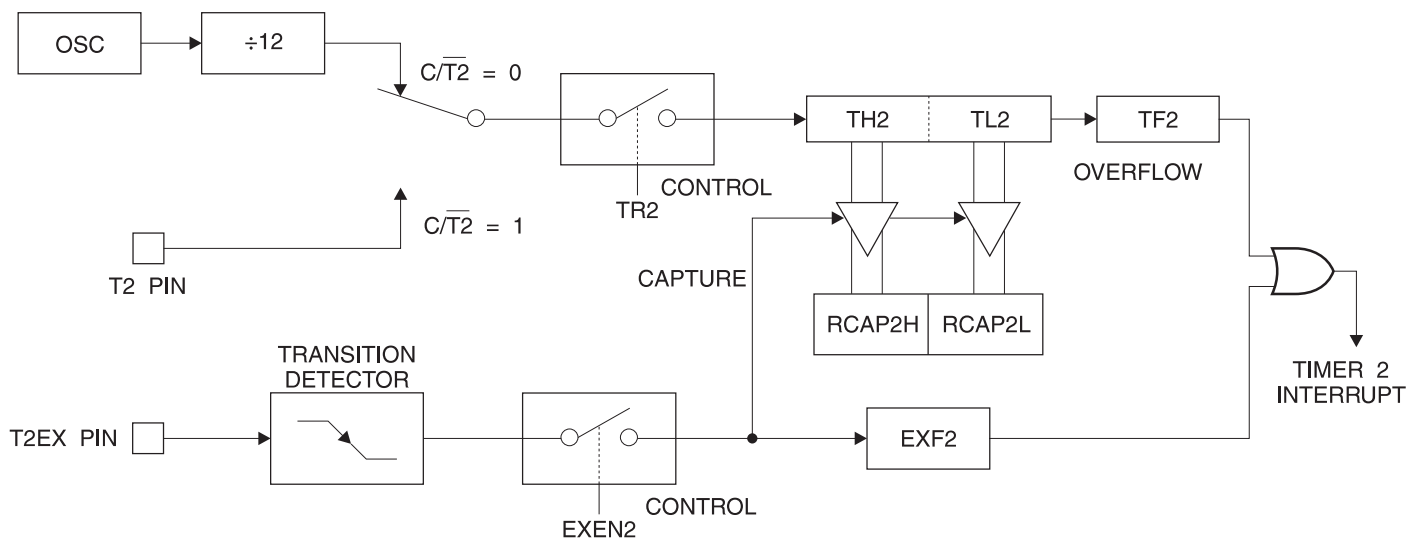 OSC
÷12
C/T2̅ = 0
TH2
TL2
TF2
OVERFLOW
CONTROL
TR2
C/T2̅ = 1
T2 PIN
CAPTURE
RCAP2H
RCAP2L
TRANSITION
DETECTOR
TIMER 2
INTERRUPT
T2EX PIN
EXF2
CONTROL
EXEN2